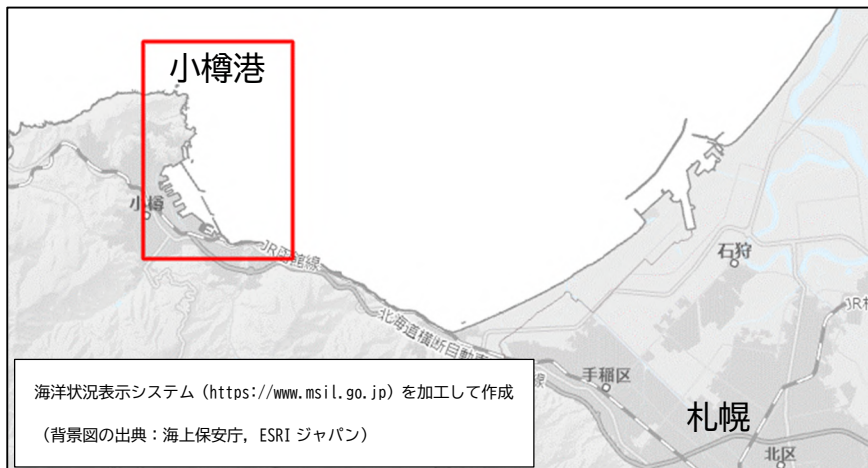 小樽港
小樽
JR函館線
石狩
北海道横断自動車
手稲区
札幌
北区
海洋状況表示システム（https://www.msil.go.jp）を加工して作成
（背景図の出典：海上保安庁，ESRI ジャパン）